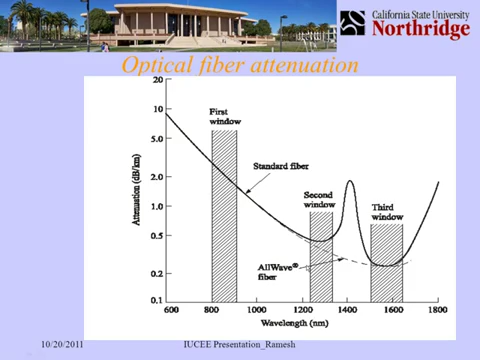 California State University
Northridge
Optical fiber attenuation
20
10
5.0
2.0
1.0
0.5
0.2
0.1
Attenuation (dB/km)
First
window
Standard fiber
Second
window
Third
window
AllWave®
fiber
600
800
1000
1200
1400
1600
1800
Wavelength (nm)
10/20/2011
IUCEE Presentation_Ramesh